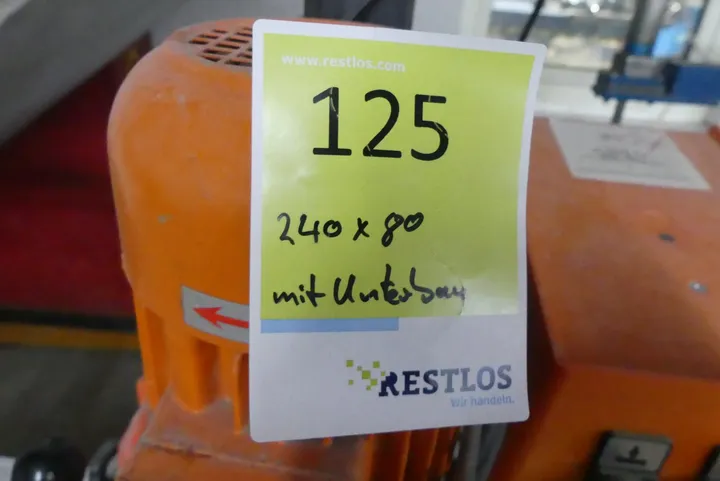 www.restlos.com
125
240 x 80
mit Unterbau
RESTLOS
Wir handeln.